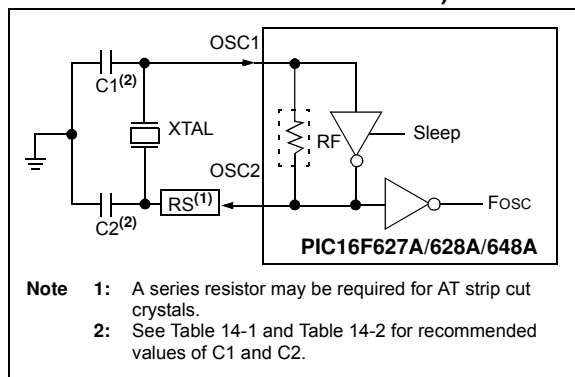 OSC1
C1(2)
XTAL
RF
Sleep
OSC2
RS(1)
FOSC
C2(2)
PIC16F627A/628A/648A
Note 1: A series resistor may be required for AT strip cut
crystals.
2: See Table 14-1 and Table 14-2 for recommended
values of C1 and C2.